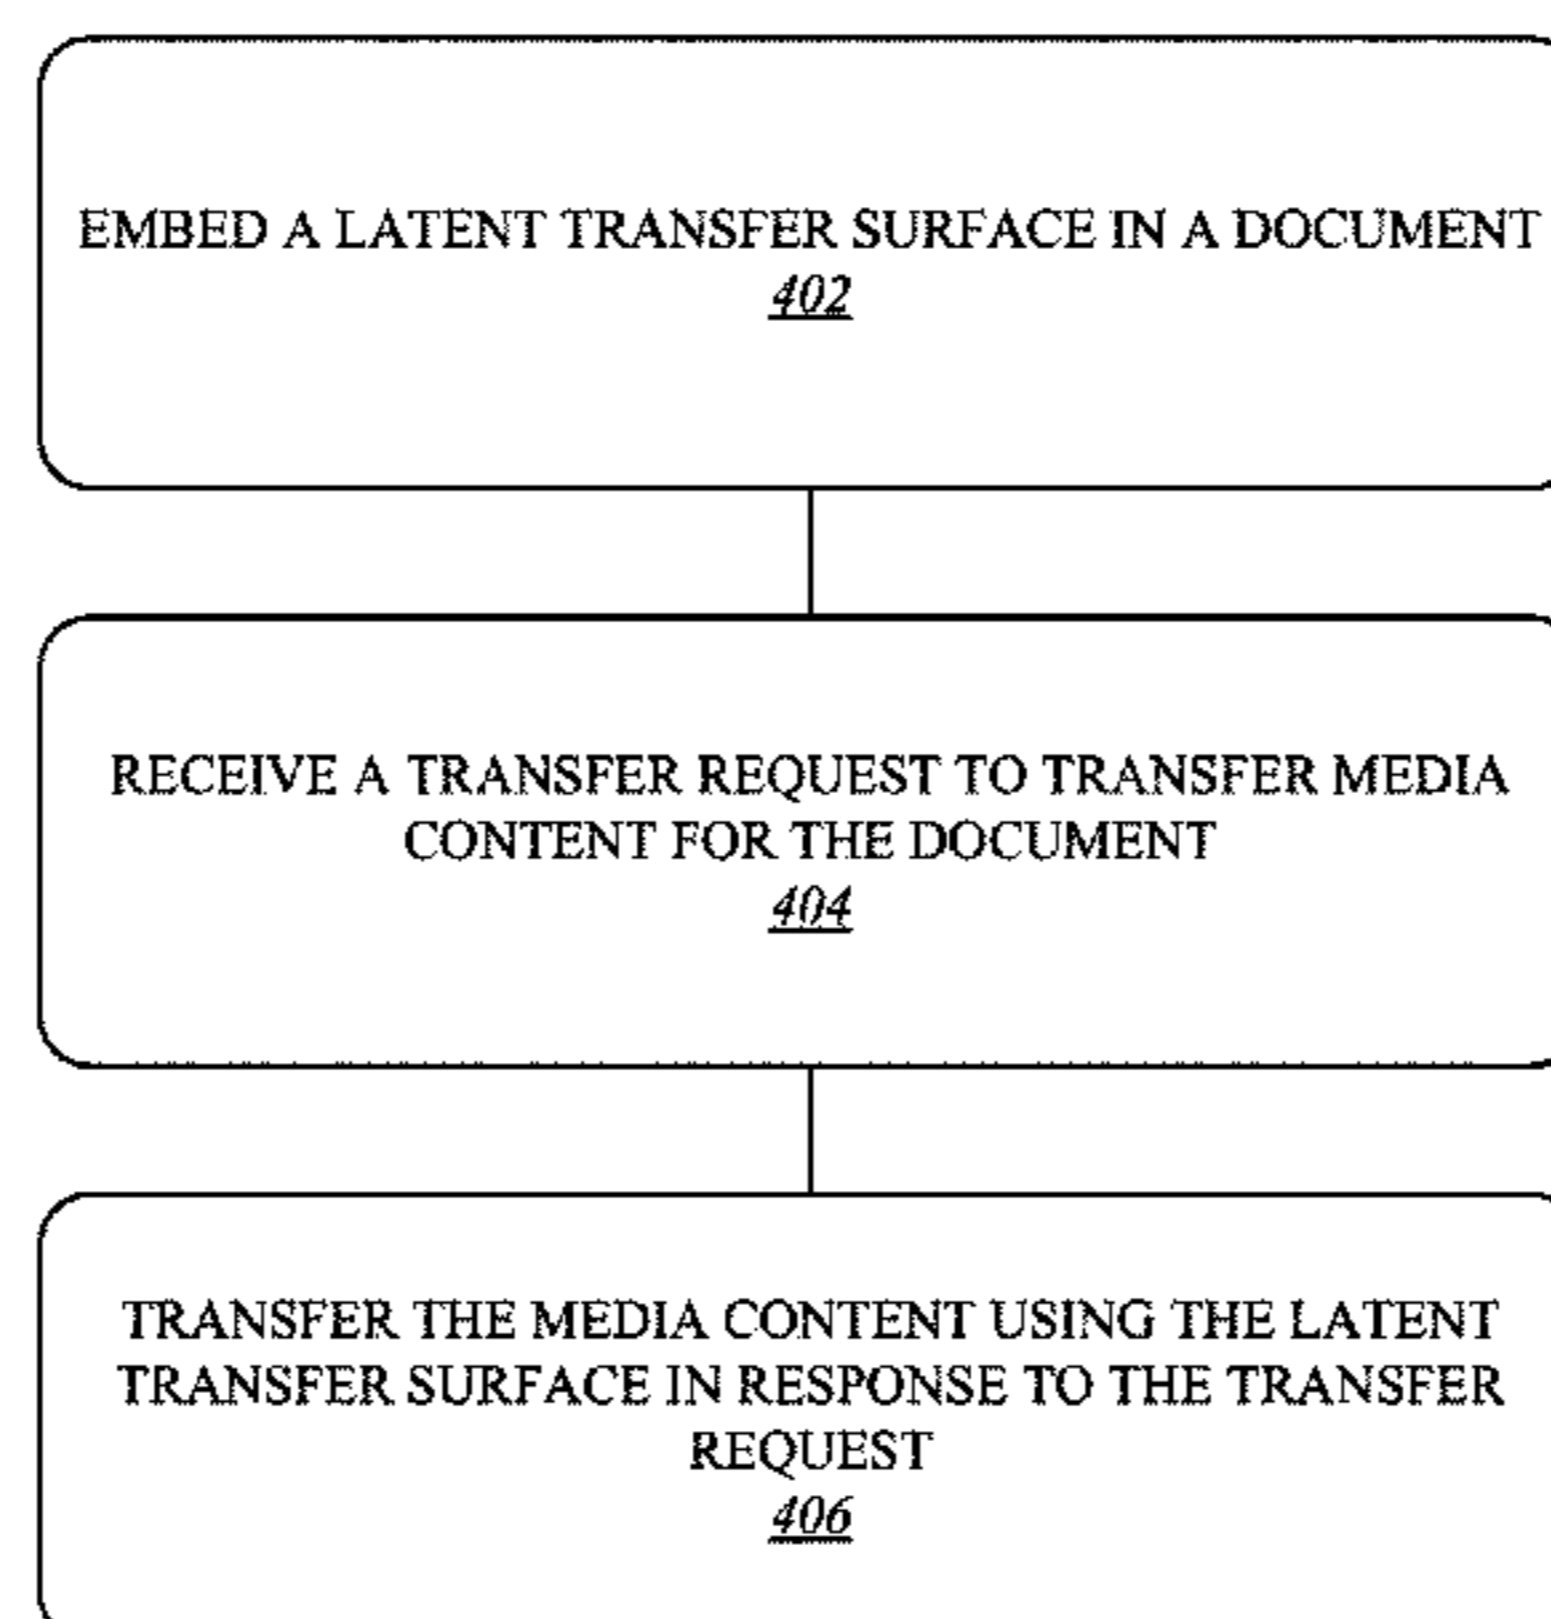 EMBED A LATENT TRANSFER SURFACE IN A DOCUMENT
402
RECEIVE A TRANSFER REQUEST TO TRANSFER MEDIA
CONTENT FOR THE DOCUMENT
404
TRANSFER THE MEDIA CONTENT USING THE LATENT
TRANSFER SURFACE IN RESPONSE TO THE TRANSFER
REQUEST
406